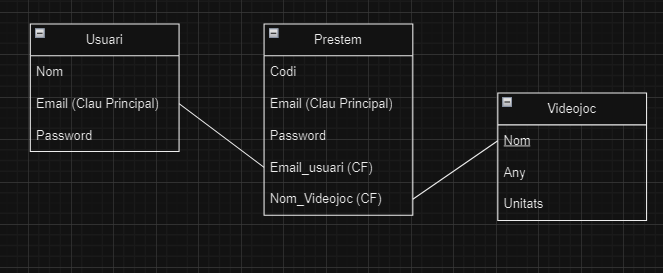 Usuari
Nom
Email (Clau Principal)
Password
Prestem
Codi
Email (Clau Principal)
Password
Email_usuari (CF)
Nom_Videojoc (CF)
Videojoc
Nom
Any
Unitats